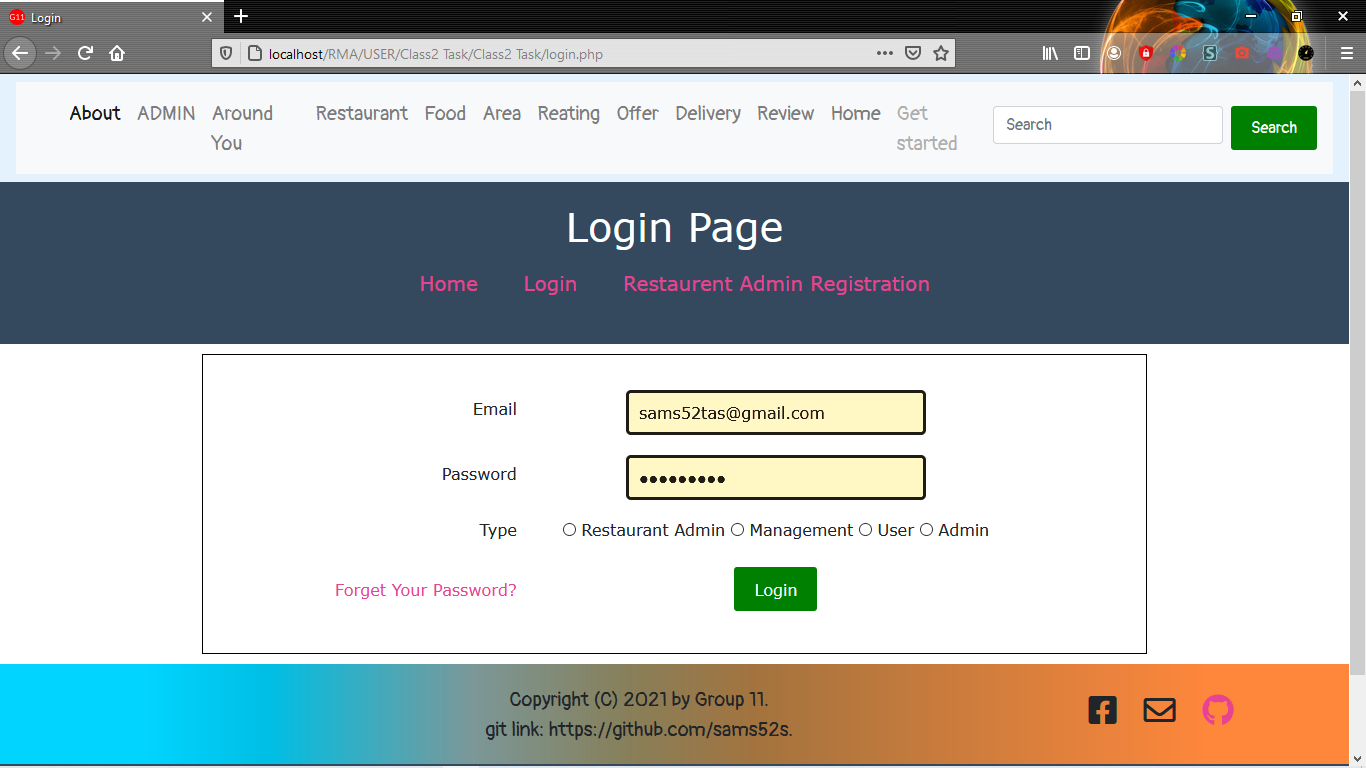 G11 Login
localhost/RMA/USER/Class2 Task/Class2 Task/login.php
About ADMIN Around You Restaurant Food Area Reating Offer Delivery Review Home Get started Search Search
Login Page
Home Login Restaurent Admin Registration
Email sams52tas@gmail.com
Password •••••••••
Type Restaurant Admin Management User Admin
Forget Your Password? Login
Copyright (C) 2021 by Group 11.
git link: https://github.com/sams52s.